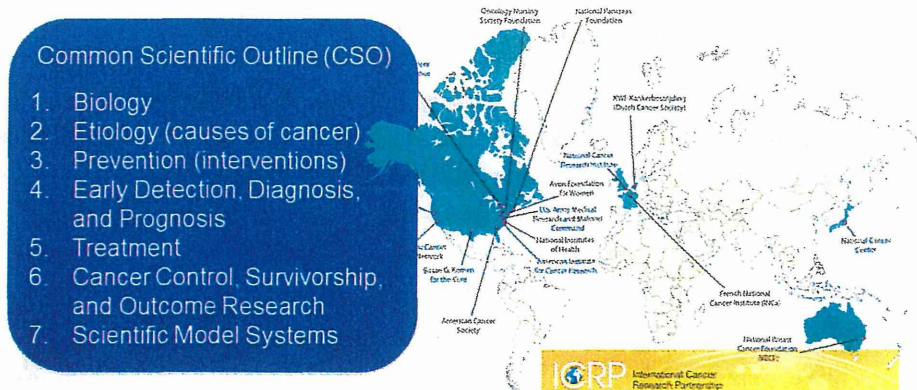 Common Scientific Outline (CSO)
1. Biology
2. Etiology (causes of cancer)
3. Prevention (interventions)
4. Early Detection, Diagnosis,
and Prognosis
5. Treatment
6. Cancer Control, Survivorship,
and Outcome Research
7. Scientific Model Systems
Oncology Nursing
Society Foundation
National Pancreas
Foundation
KWF Kankerbestrijding
(Dutch Cancer Society)
National Cancer
Research Institute
Avon Foundation
for Women
U.S. Army Medical
Research and Materiel
Command
National Institutes
of Health
American Institute
for Cancer Research
Cancer
Susan G. Komen
for the Cure
American Cancer
Society
French National
Cancer Institute (INCa)
National Cancer
Center
National Breast
Cancer Foundation
(NBCF)
ICRP International Cancer
Research Partnership